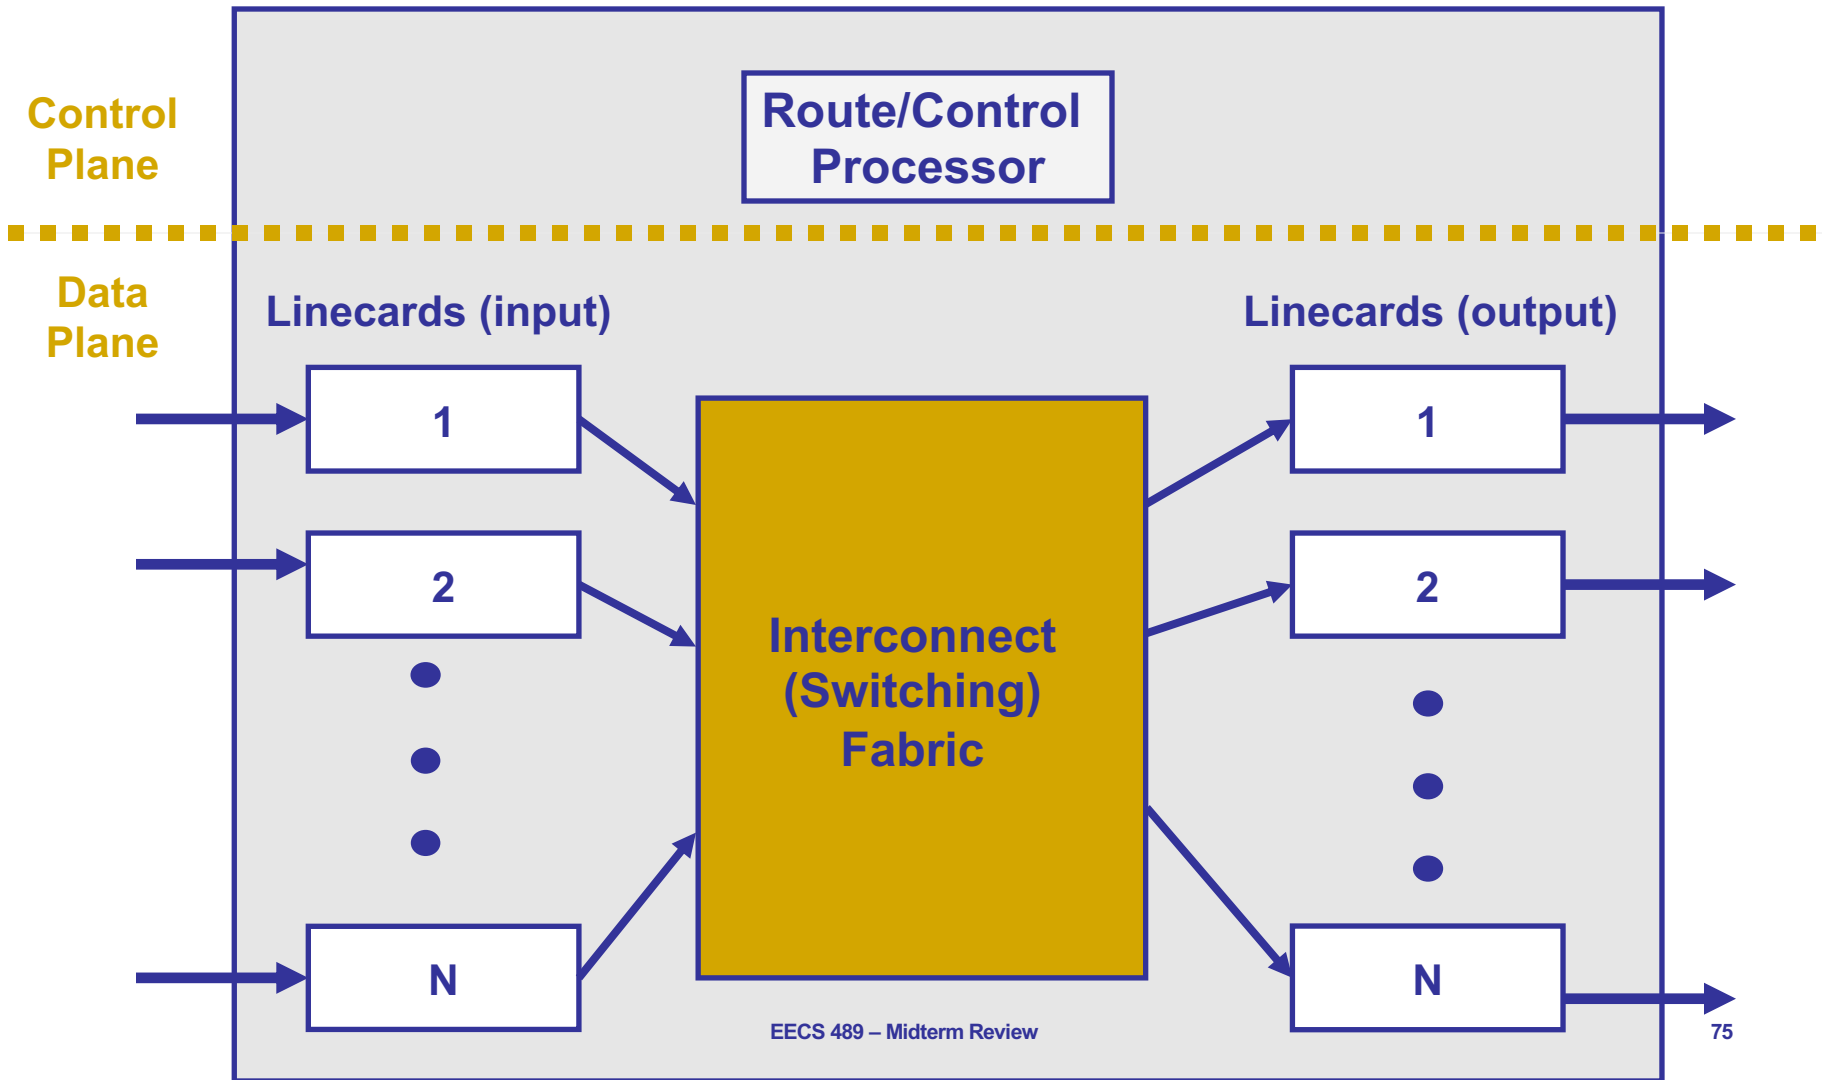 Control
Plane
Route/Control
Processor
Data
Plane
Linecards (input)
Linecards (output)
1
2
N
Interconnect
(Switching)
Fabric
1
2
N
EECS 489 – Midterm Review
75